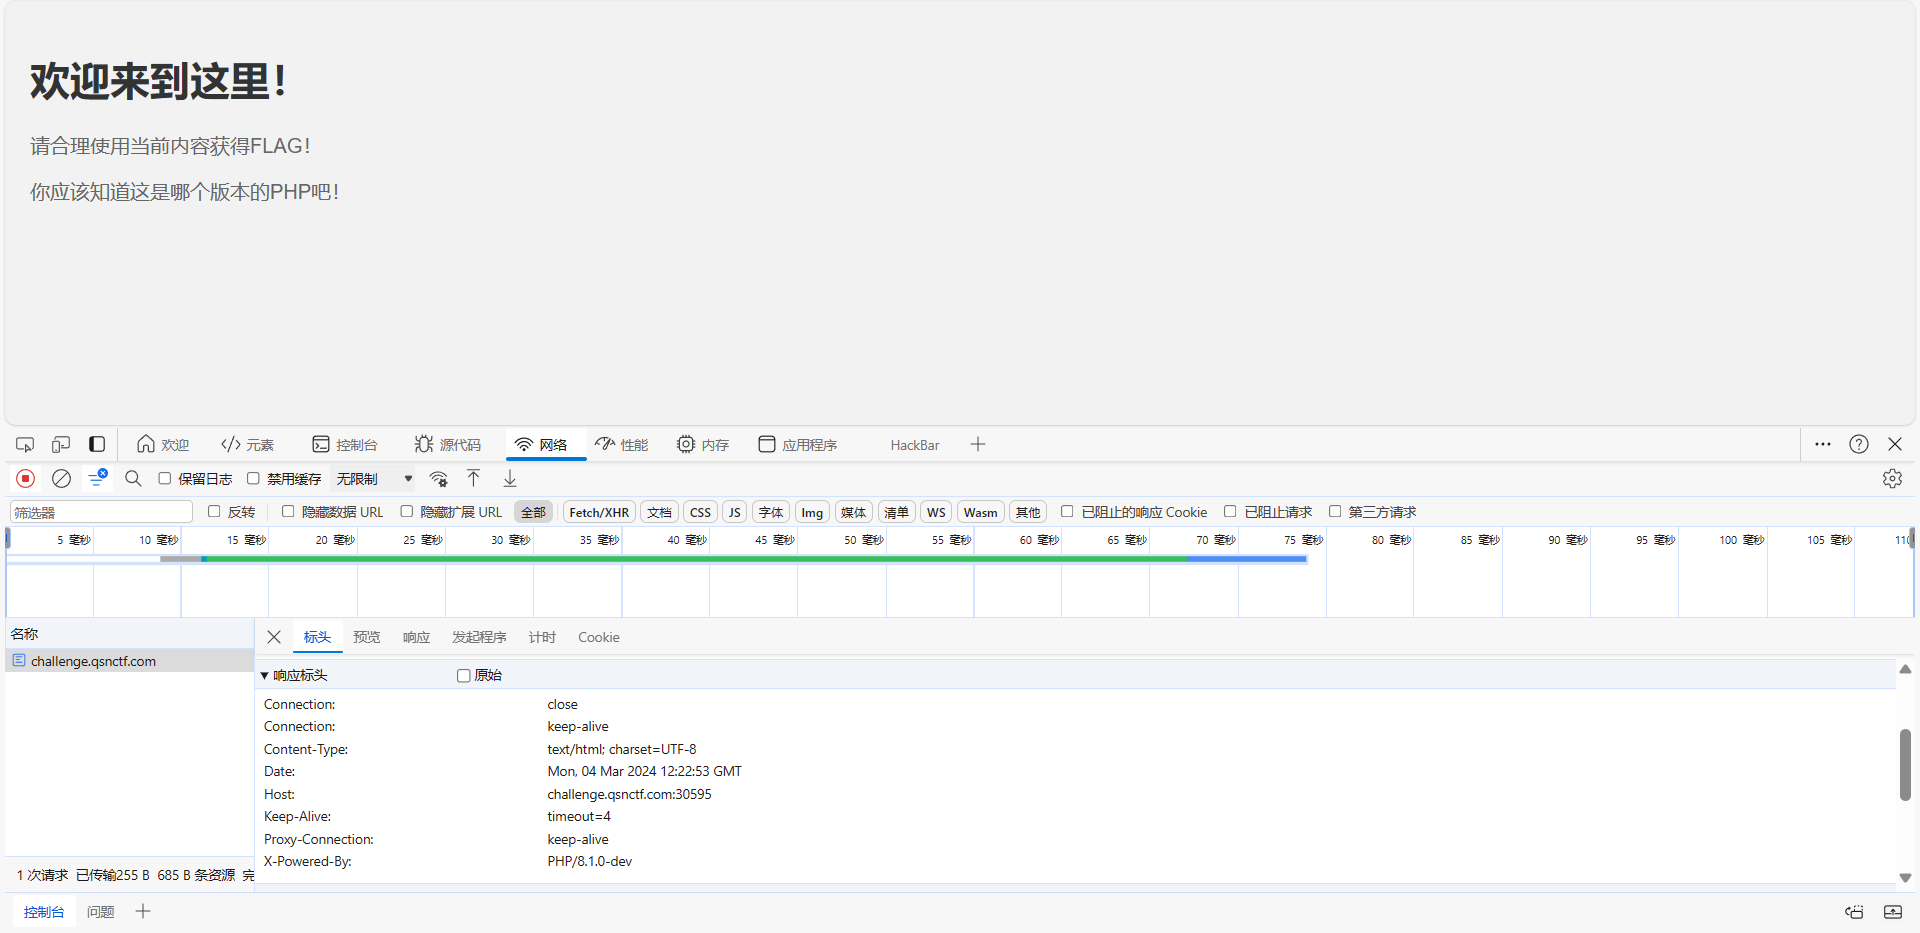 欢迎来到这里！
请合理使用当前内容获得FLAG！
你应该知道这是哪个版本的PHP吧！
欢迎 元素 控制台 源代码 网络 性能 内存 应用程序 HackBar
保留日志 禁用缓存 无限制
筛选器 反转 隐藏数据 URL 隐藏扩展 URL 全部 Fetch/XHR 文档 CSS JS 字体 Img 媒体 清单 WS Wasm 其他 已阻止的响应 Cookie 已阻止请求 第三方请求
5 毫秒 10 毫秒 15 毫秒 20 毫秒 25 毫秒 30 毫秒 35 毫秒 40 毫秒 45 毫秒 50 毫秒 55 毫秒 60 毫秒 65 毫秒 70 毫秒 75 毫秒 80 毫秒 85 毫秒 90 毫秒 95 毫秒 100 毫秒 105 毫秒 110
名称 标头 预览 响应 发起程序 计时 Cookie
challenge.qsnctf.com
响应标头 原始
Connection: close
Connection: keep-alive
Content-Type: text/html; charset=UTF-8
Date: Mon, 04 Mar 2024 12:22:53 GMT
Host: challenge.qsnctf.com:30595
Keep-Alive: timeout=4
Proxy-Connection: keep-alive
X-Powered-By: PHP/8.1.0-dev
1 次请求 已传输255 B 685 B 条资源 完
控制台 问题